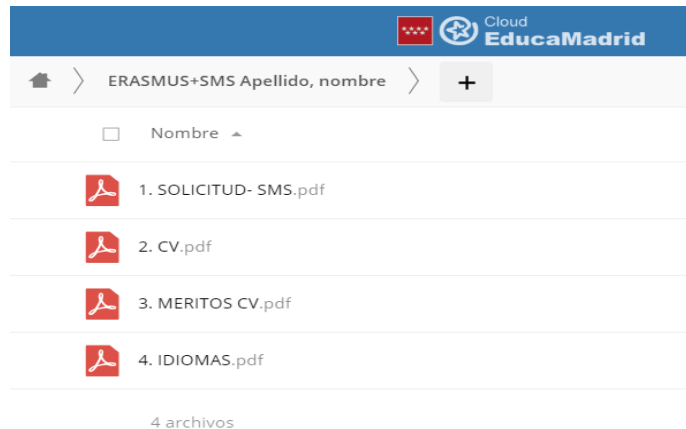 Cloud
EducaMadrid
ERASMUS+SMS Apellido, nombre
+
Nombre
1. SOLICITUD- SMS.pdf
2. CV.pdf
3. MERITOS CV.pdf
4. IDIOMAS.pdf
4 archivos